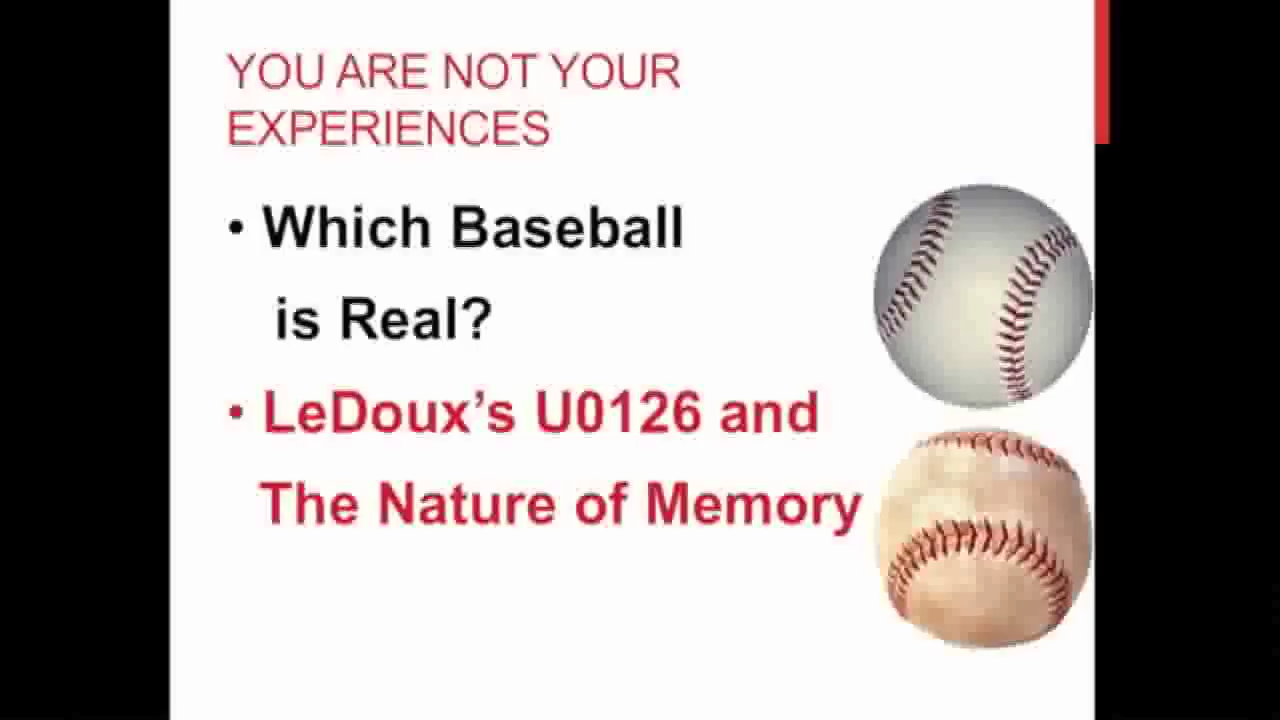 YOU ARE NOT YOUR
EXPERIENCES
• Which Baseball
is Real?
• LeDoux's U0126 and
The Nature of Memory